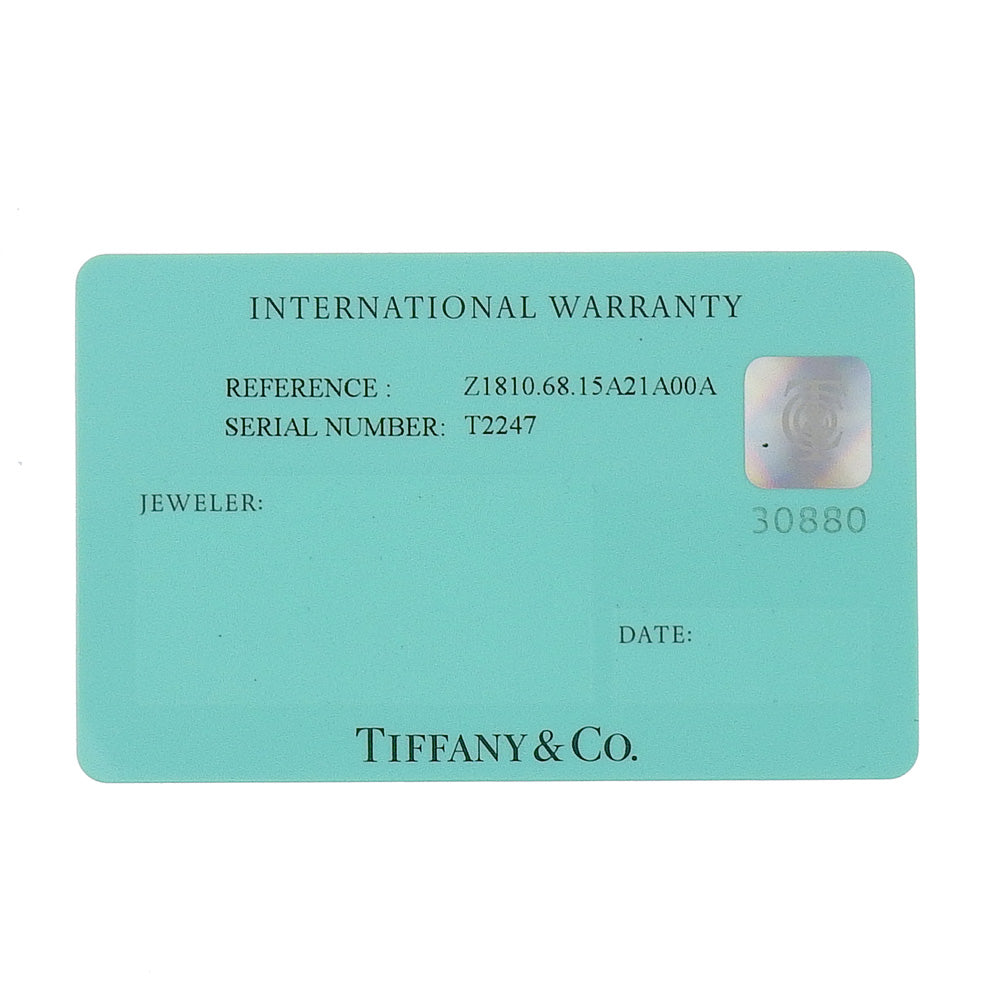 INTERNATIONAL WARRANTY
REFERENCE : Z1810.68.15A21A00A
SERIAL NUMBER: T2247
JEWELER:
30880
DATE:
TIFFANY & CO.